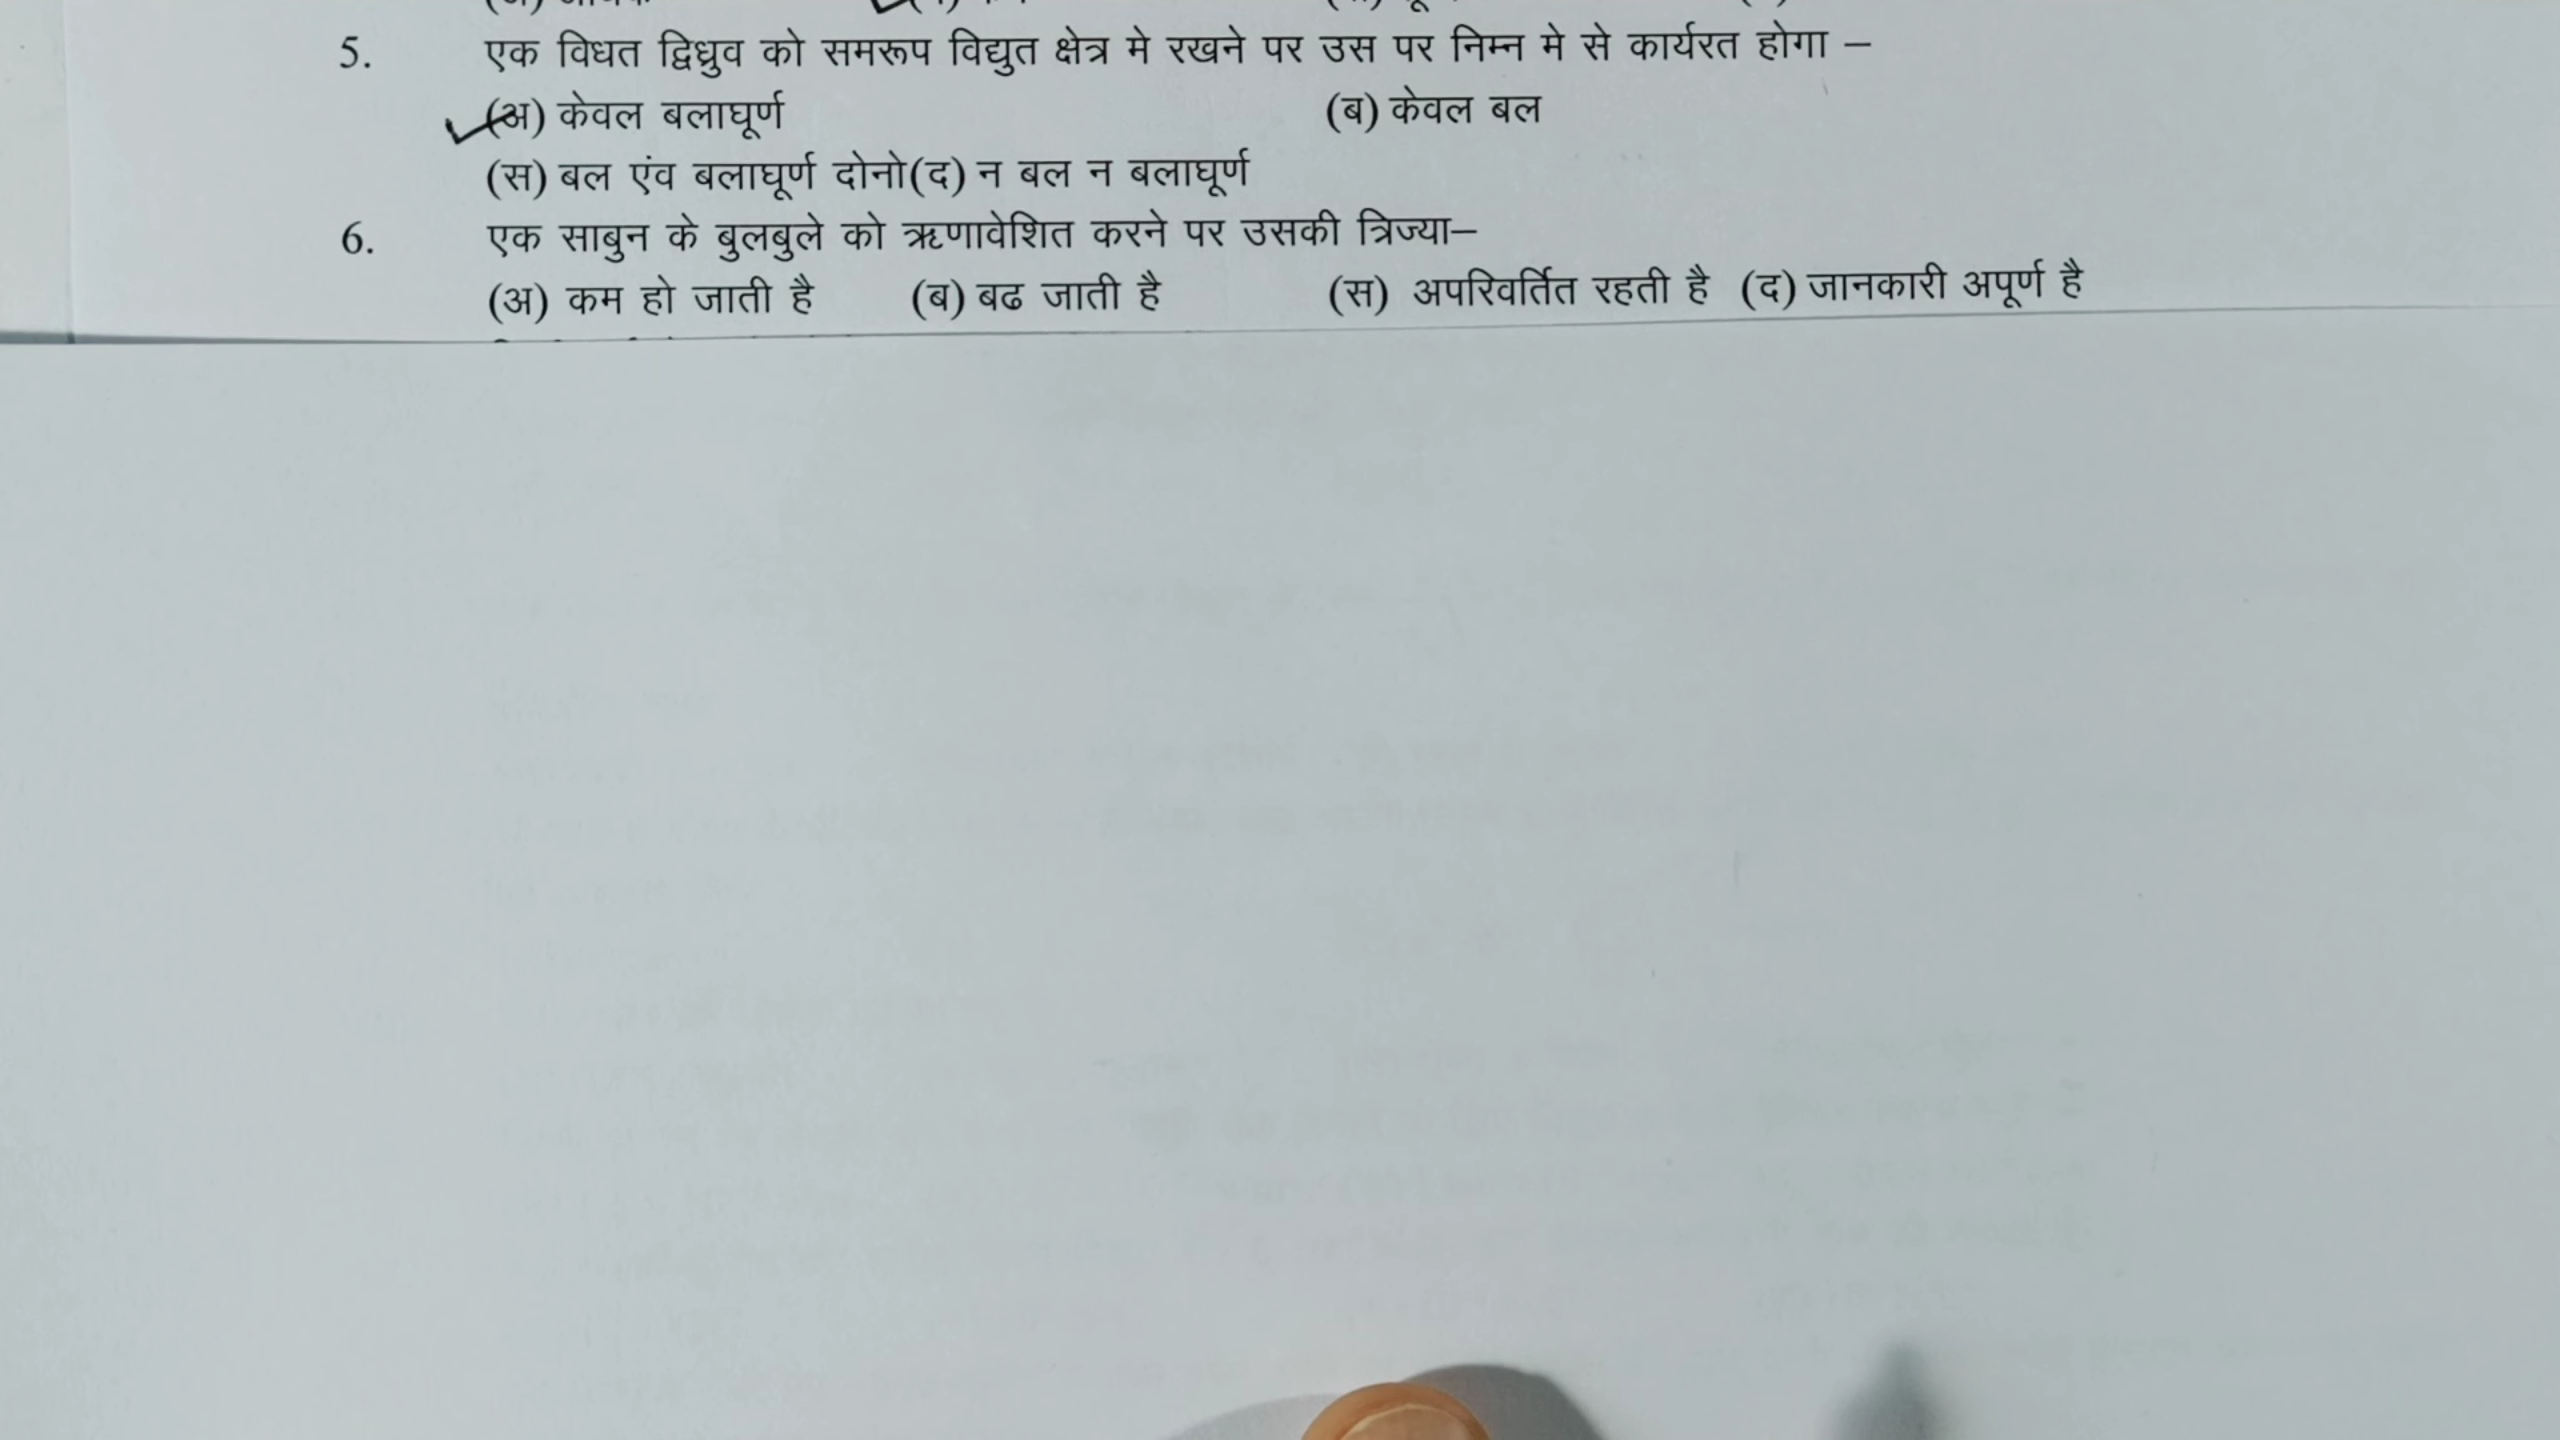 5. एक विधत द्विध्रुव को समरूप विद्युत क्षेत्र मे रखने पर उस पर निम्न मे से कार्यरत होगा –
(अ) केवल बलाघूर्ण (ब) केवल बल
(स) बल एंव बलाघूर्ण दोनो(द) न बल न बलाघूर्ण
6. एक साबुन के बुलबुले को ऋणावेशित करने पर उसकी त्रिज्या–
(अ) कम हो जाती है (ब) बढ जाती है (स) अपरिवर्तित रहती है (द) जानकारी अपूर्ण है